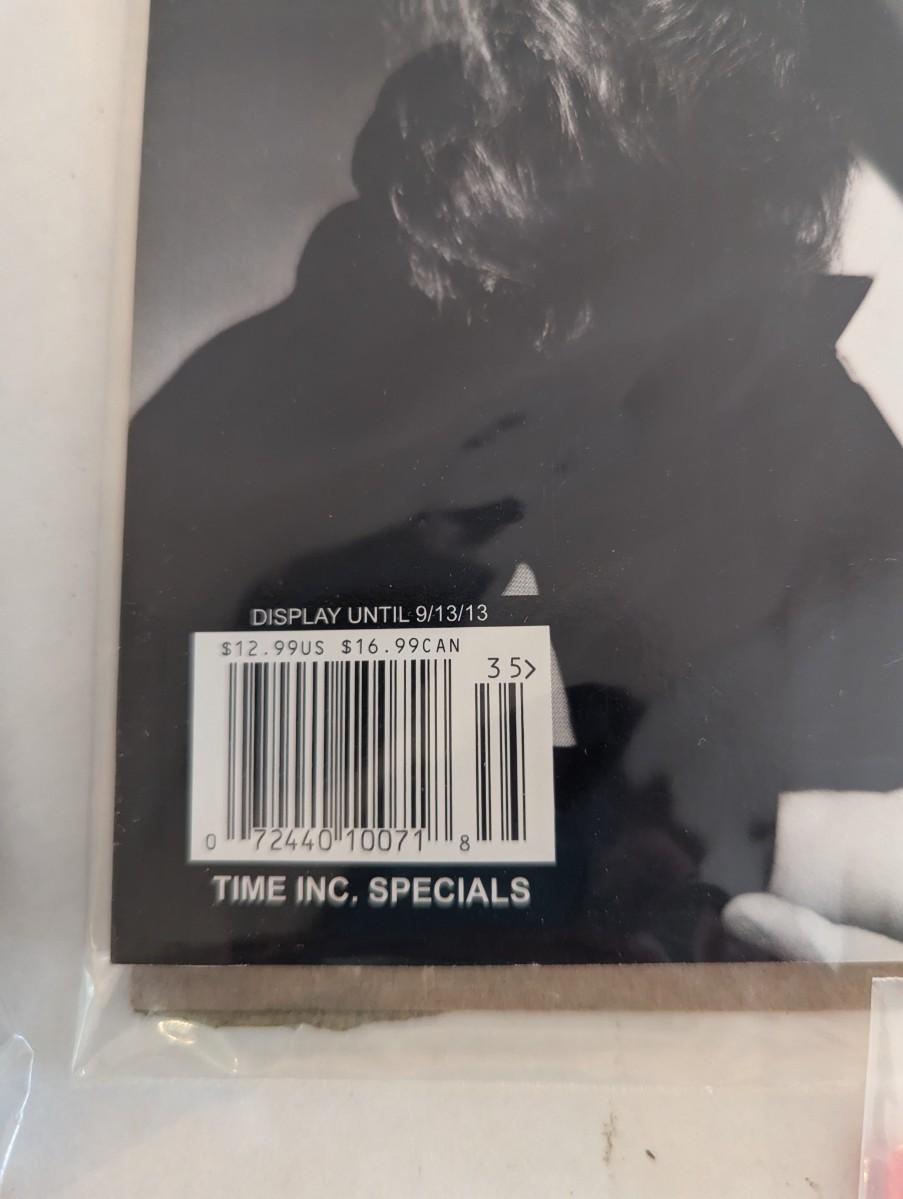 DISPLAY UNTIL 9/13/13
$12.99US $16.99CAN
35>
0 72440 10071 8
TIME INC. SPECIALS